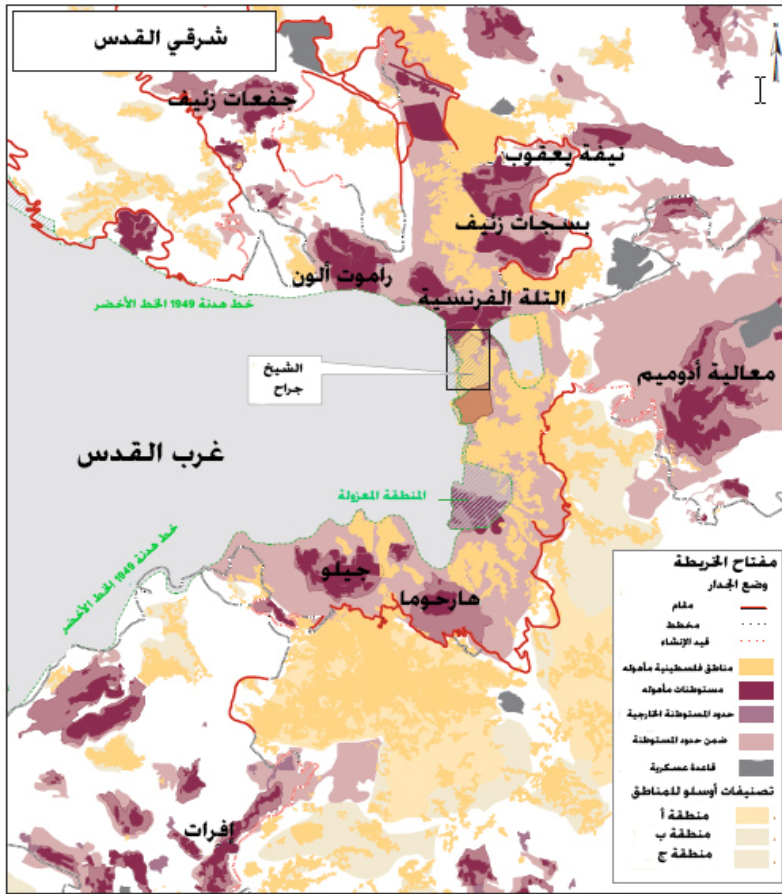 شرقي القدس
جفعات زئيف
نيفة يعقوب
بسجات زئيف
راموت ألون
التلة الفرنسية
خط هدنة 1949 الخط الأخضر
معالية أدوميم
الشيخ
جراح
غرب القدس
المنطقة المعزولة
خط هدنة 1949 الخط الأخضر
جيلو
هارحوما
إفرات
مفتاح الخريطة
وضع الجدار
مقام
مخطط
قيد الإنشاء
مناطق فلسطينية مأهوله
مستوطنات مأهوله
حدود المستوطنة الخارجية
ضمن حدود المستوطنة
قاعدة عسكرية
تصنيفات أوسلو للمناطق
منطقة أ
منطقة ب
منطقة ج